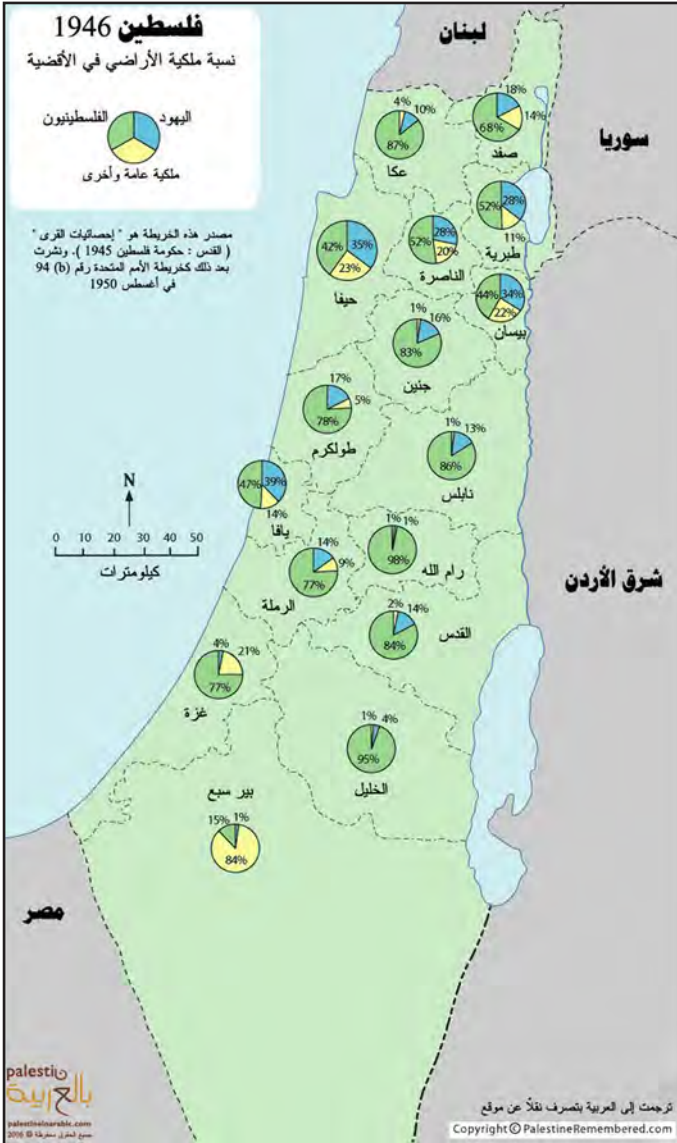 فلسطين 1946
نسبة ملكية الأراضي في الأقضية
الفلسطينيون
اليهود
ملكية عامة وأخرى
مصدر هذه الخريطة هو " إحصائيات القرى "
( القدس : حكومة فلسطين 1945 ). ونشرت
بعد ذلك كخريطة الأمم المتحدة رقم 94 (b)
في أغسطس 1950
لبنان
سوريا
شرق الأردن
مصر
4%
10%
87%
عكا
18%
14%
68%
صفد
52%
28%
11%
طبرية
42%
35%
23%
حيفا
52%
28%
20%
الناصرة
44%
34%
22%
بيسان
1%
16%
83%
جنين
17%
5%
78%
طولكرم
1%
13%
86%
نابلس
47%
39%
14%
يافا
1%
1%
98%
رام الله
14%
9%
77%
الرملة
2%
14%
84%
القدس
4%
21%
77%
غزة
1%
4%
95%
الخليل
بير سبع
15%
1%
84%
N
0 10 20 30 40 50
كيلومترات
palestin
بالعربية
palestineinarabic.com
جميع الحقوق محفوظة © 2016
ترجمت إلى العربية بتصرف نقلاً عن موقع
Copyright © PalestineRemembered.com